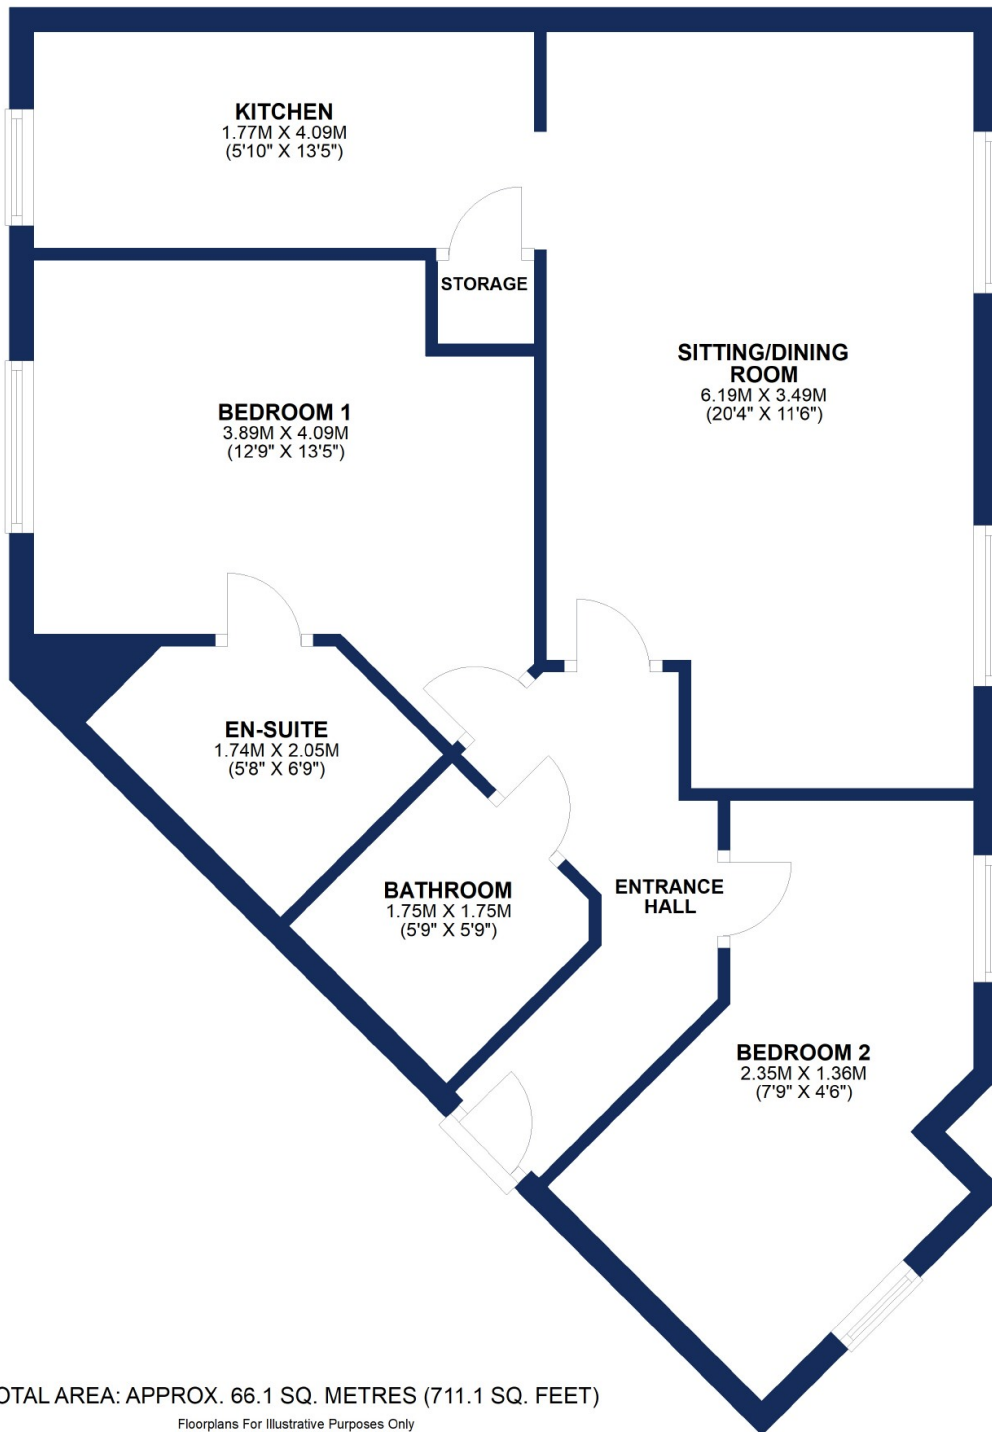 KITCHEN
1.77M X 4.09M
(5'10" X 13'5")
STORAGE
SITTING/DINING
ROOM
6.19M X 3.49M
(20'4" X 11'6")
BEDROOM 1
3.89M X 4.09M
(12'9" X 13'5")
EN-SUITE
1.74M X 2.05M
(5'8" X 6'9")
BATHROOM
1.75M X 1.75M
(5'9" X 5'9")
ENTRANCE
HALL
BEDROOM 2
2.35M X 1.36M
(7'9" X 4'6")
OTAL AREA: APPROX. 66.1 SQ. METRES (711.1 SQ. FEET)
Floorplans For Illustrative Purposes Only